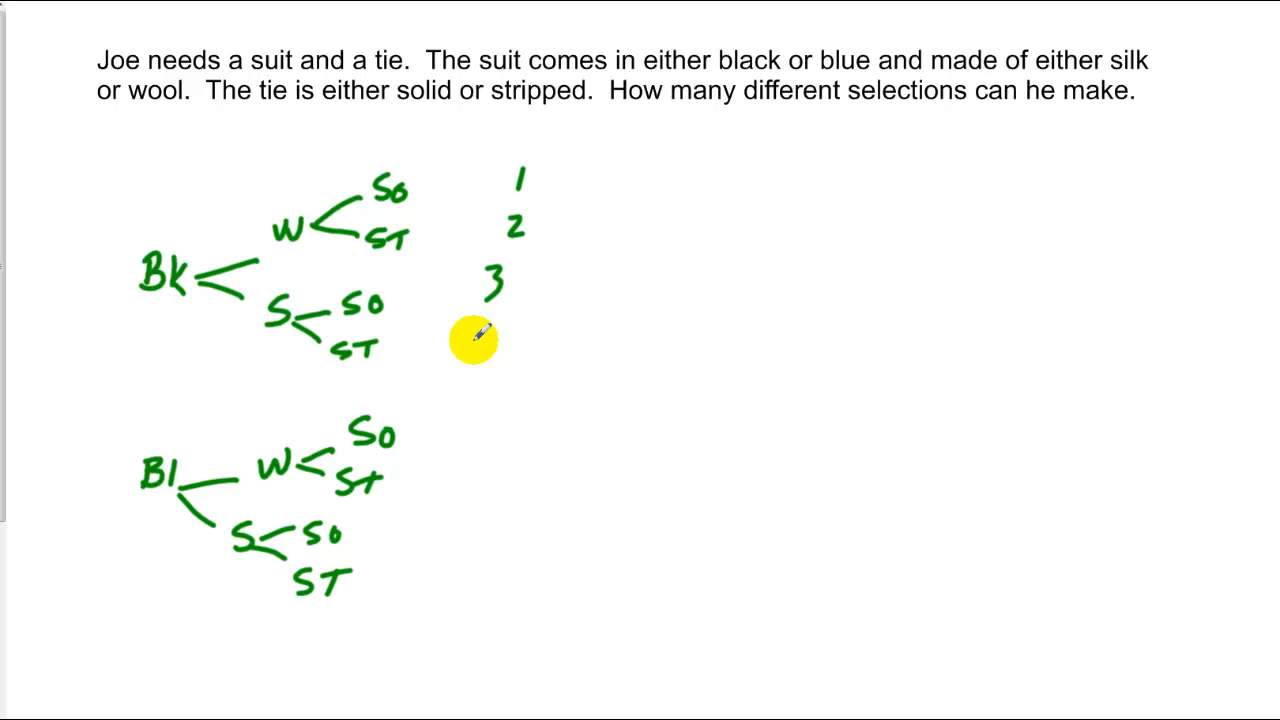 Joe needs a suit and a tie. The suit comes in either black or blue and made of either silk
or wool. The tie is either solid or stripped. How many different selections can he make.
So 1
W
ST 2
BK
3
S So
ST
So
Bl W
ST
S So
ST